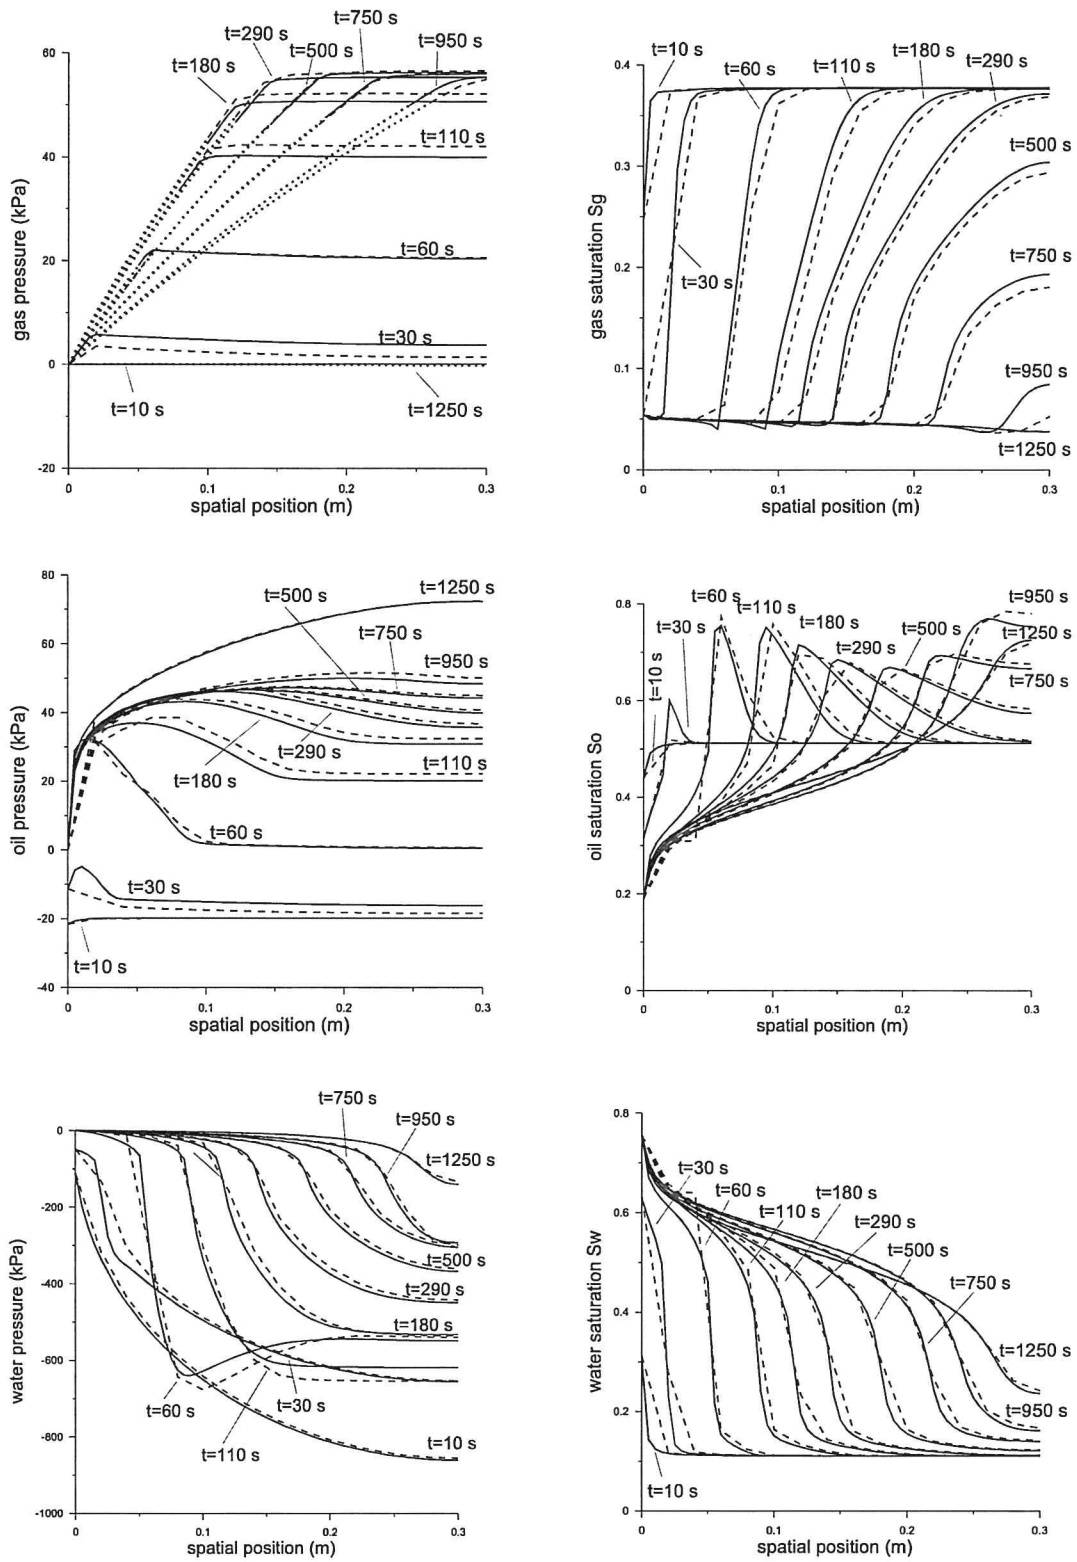 t=750 s
t=290 s
t=950 s
t=500 s
t=180 s
t=110 s
t=60 s
t=30 s
t=10 s
t=1250 s
60
40
20
0
-20
gas pressure (kPa)
0
0.1
0.2
0.3
spatial position (m)
t=10 s
t=180 s
t=60 s
t=110 s
t=290 s
t=500 s
t=30 s
t=750 s
t=950 s
t=1250 s
0.4
0.3
0.2
0.1
0
gas saturation Sg
0
0.1
0.2
0.3
spatial position (m)
t=1250 s
t=500 s
t=750 s
t=950 s
t=290 s
t=180 s
t=110 s
t=60 s
t=30 s
t=10 s
80
60
40
20
0
-20
-40
oil pressure (kPa)
0
0.1
0.2
0.3
spatial position (m)
t=60 s
t=950 s
t=110 s
t=30 s
t=180 s
t=500 s
t=1250 s
t=290 s
t=10 s
t=750 s
0.8
0.6
0.4
0.2
0
oil saturation So
0
0.1
0.2
0.3
spatial position (m)
t=750 s
t=950 s
t=1250 s
t=500 s
t=290 s
t=180 s
t=30 s
t=60 s
t=110 s
t=10 s
0
-200
-400
-600
-800
-1000
water pressure (kPa)
0
0.1
0.2
0.3
spatial position (m)
t=30 s
t=60 s
t=180 s
t=110 s
t=290 s
t=500 s
t=750 s
t=1250 s
t=950 s
t=10 s
0.8
0.6
0.4
0.2
0
water saturation Sw
0
0.1
0.2
0.3
spatial position (m)